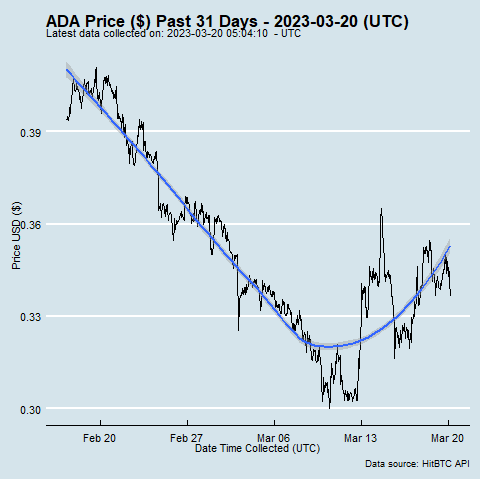 ADA Price ($) Past 31 Days - 2023-03-20 (UTC)
Latest data collected on: 2023-03-20 05:04:10 - UTC
0.39
0.36
0.33
0.30
Price USD ($)
Feb 20 Feb 27 Mar 06 Mar 13 Mar 20
Date Time Collected (UTC)
Data source: HitBTC API